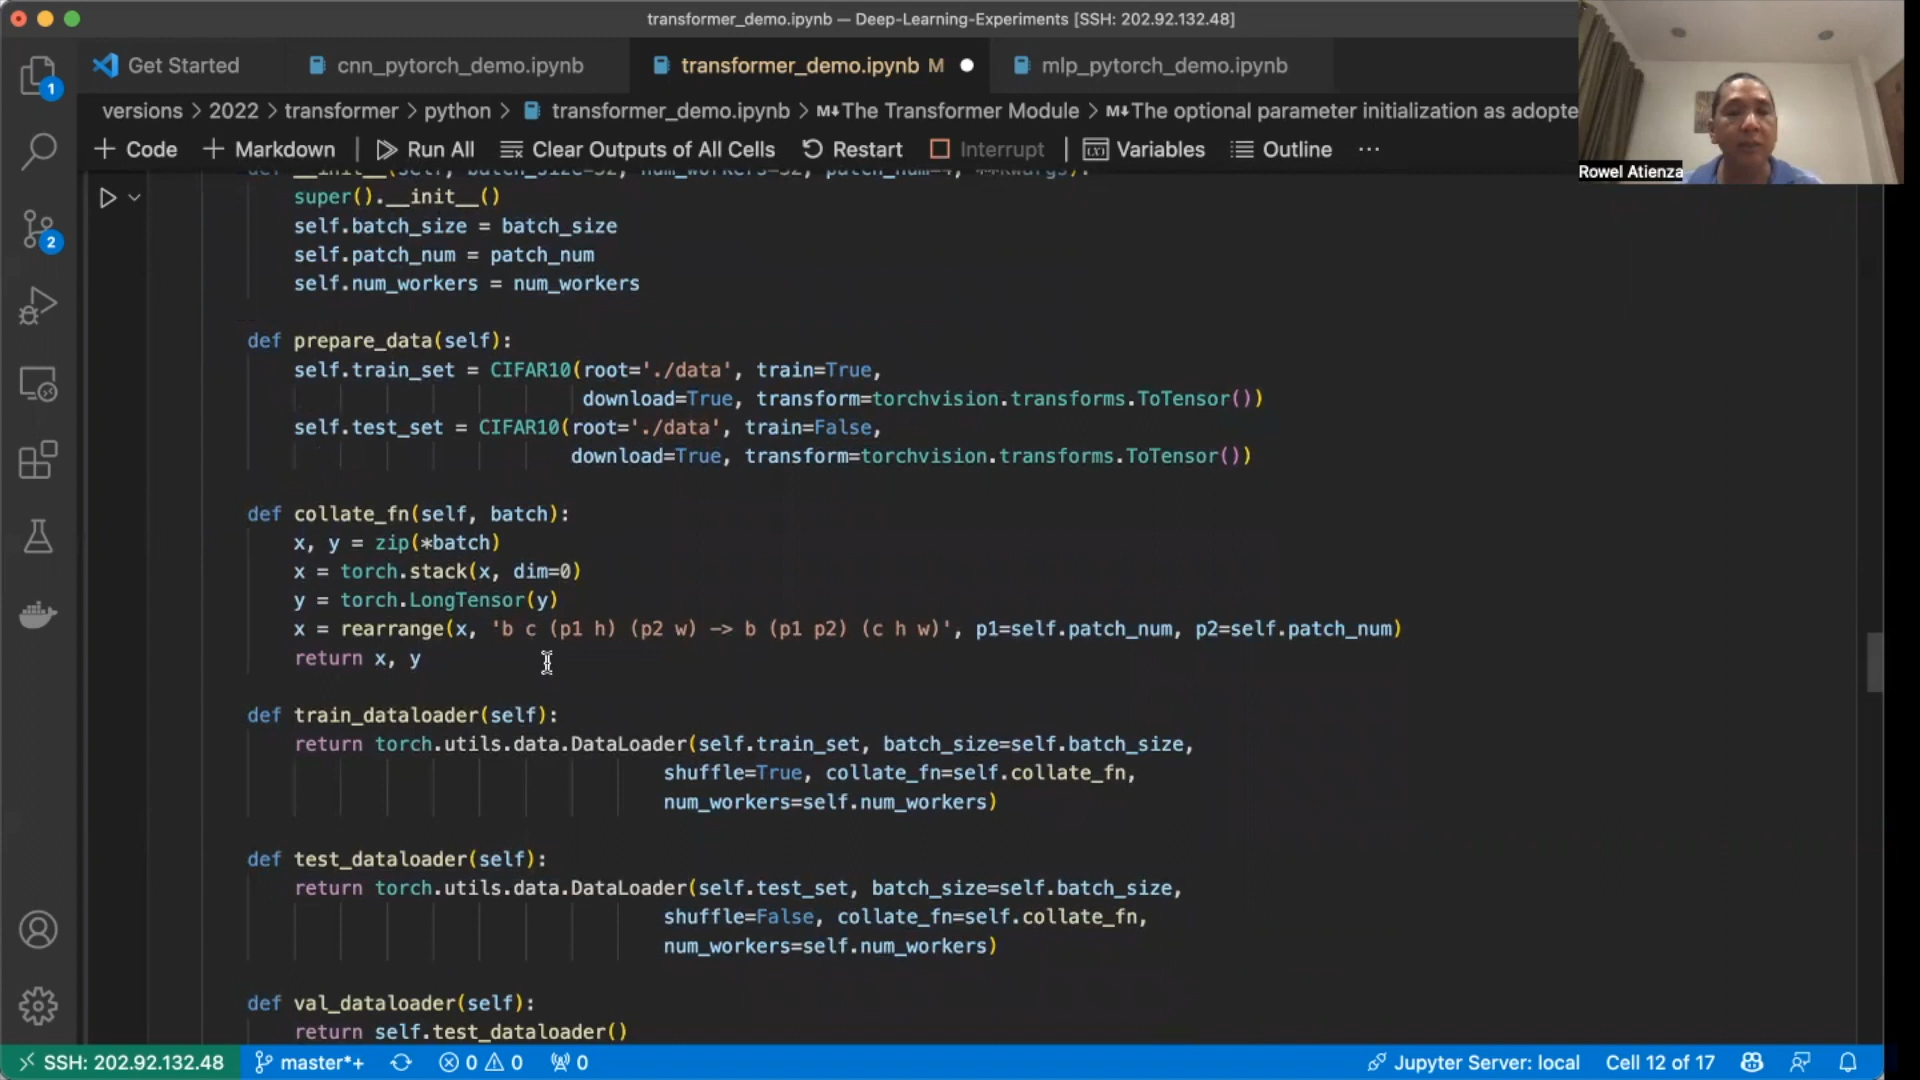 transformer_demo.ipynb — Deep-Learning-Experiments [SSH: 202.92.132.48]
Get Started
cnn_pytorch_demo.ipynb
transformer_demo.ipynb M
mlp_pytorch_demo.ipynb
versions > 2022 > transformer > python > transformer_demo.ipynb > M↓The Transformer Module > M↓The optional parameter initialization as adopte
+ Code + Markdown | Run All Clear Outputs of All Cells Restart Interrupt | Variables Outline ···
Rowel Atienza
def __init__(self, batch_size=32, num_workers=32, patch_num=4, **kwargs):
super().__init__()
self.batch_size = batch_size
self.patch_num = patch_num
self.num_workers = num_workers
def prepare_data(self):
self.train_set = CIFAR10(root='./data', train=True,
download=True, transform=torchvision.transforms.ToTensor())
self.test_set = CIFAR10(root='./data', train=False,
download=True, transform=torchvision.transforms.ToTensor())
def collate_fn(self, batch):
x, y = zip(*batch)
x = torch.stack(x, dim=0)
y = torch.LongTensor(y)
x = rearrange(x, 'b c (p1 h) (p2 w) -> b (p1 p2) (c h w)', p1=self.patch_num, p2=self.patch_num)
return x, y
def train_dataloader(self):
return torch.utils.data.DataLoader(self.train_set, batch_size=self.batch_size,
shuffle=True, collate_fn=self.collate_fn,
num_workers=self.num_workers)
def test_dataloader(self):
return torch.utils.data.DataLoader(self.test_set, batch_size=self.batch_size,
shuffle=False, collate_fn=self.collate_fn,
num_workers=self.num_workers)
def val_dataloader(self):
return self.test_dataloader()
1
2
SSH: 202.92.132.48 master*+ 0 0 0 Jupyter Server: local Cell 12 of 17